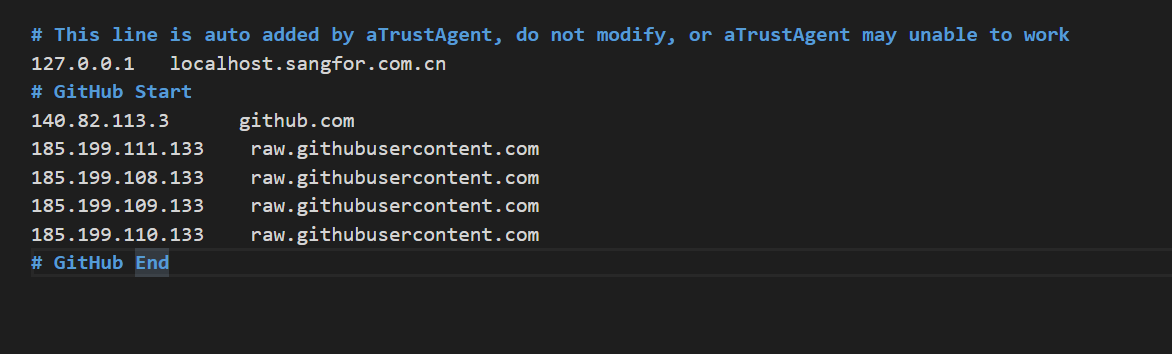 # This line is auto added by aTrustAgent, do not modify, or aTrustAgent may unable to work
127.0.0.1   localhost.sangfor.com.cn
# GitHub Start
140.82.113.3      github.com
185.199.111.133    raw.githubusercontent.com
185.199.108.133    raw.githubusercontent.com
185.199.109.133    raw.githubusercontent.com
185.199.110.133    raw.githubusercontent.com
# GitHub End